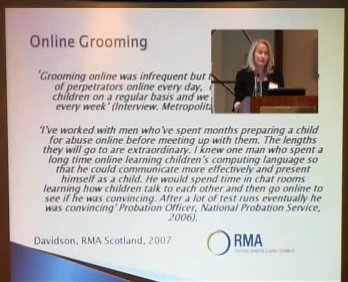 Online Grooming
'Grooming online was infrequent but
of perpetrators online every day,
children on a regular basis and we
every week' (Interview. Metropolita
'I've worked with men who've spent months preparing a child
for abuse online before meeting up with them. The lengths
they will go to are extraordinary. I knew one man who spent a
long time online learning children's computing language so
that he could communicate more effectively and present
himself as a child. He would spend time in chat rooms
learning how children talk to each other and then go online to
see if he was convincing. After a lot of test runs eventually he
was convincing' Probation Officer, National Probation Service,
2006).
Davidson, RMA Scotland, 2007
RMA